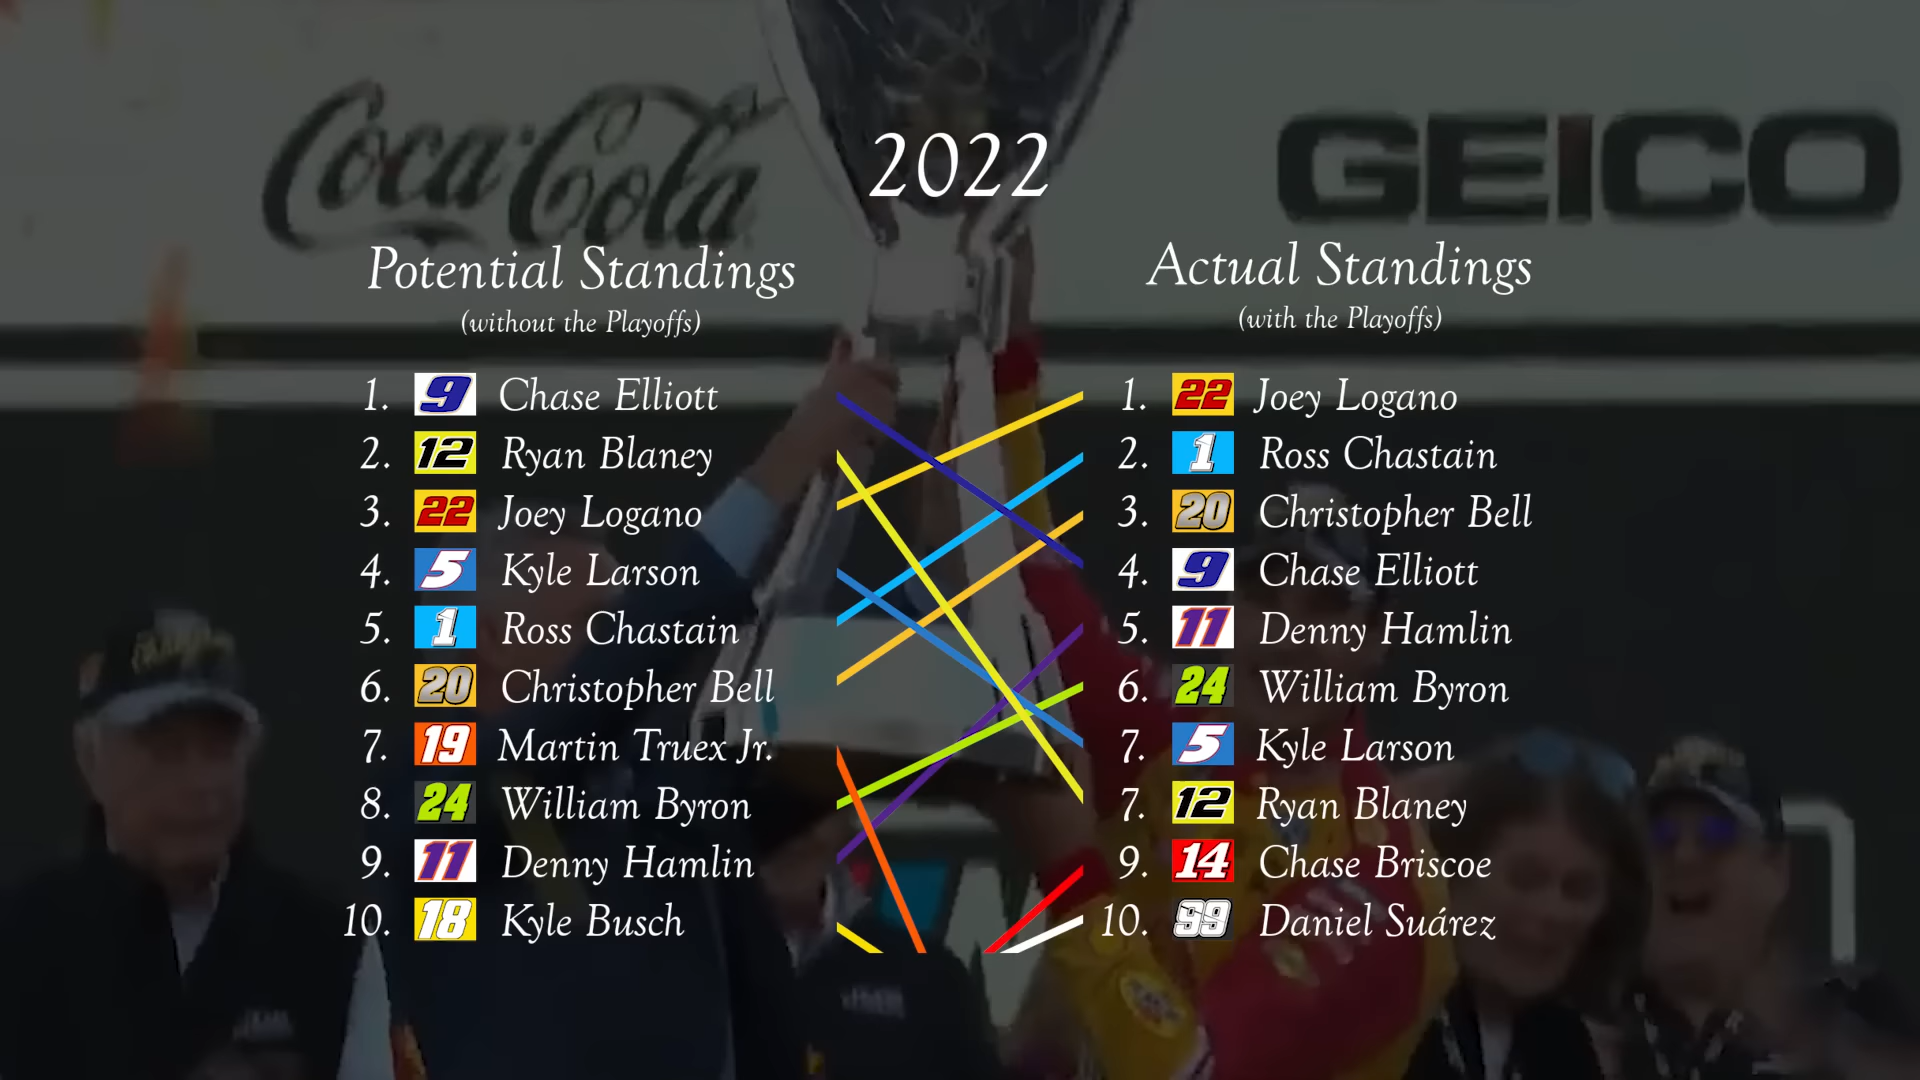 Coca-Cola
GEICO
2022
Potential Standings
(without the Playoffs)
1. 9 Chase Elliott
2. 12 Ryan Blaney
3. 22 Joey Logano
4. 5 Kyle Larson
5. 1 Ross Chastain
6. 20 Christopher Bell
7. 19 Martin Truex Jr.
8. 24 William Byron
9. 11 Denny Hamlin
10. 18 Kyle Busch
Actual Standings
(with the Playoffs)
1. 22 Joey Logano
2. 1 Ross Chastain
3. 20 Christopher Bell
4. 9 Chase Elliott
5. 11 Denny Hamlin
6. 24 William Byron
7. 5 Kyle Larson
7. 12 Ryan Blaney
9. 14 Chase Briscoe
10. 99 Daniel Suárez